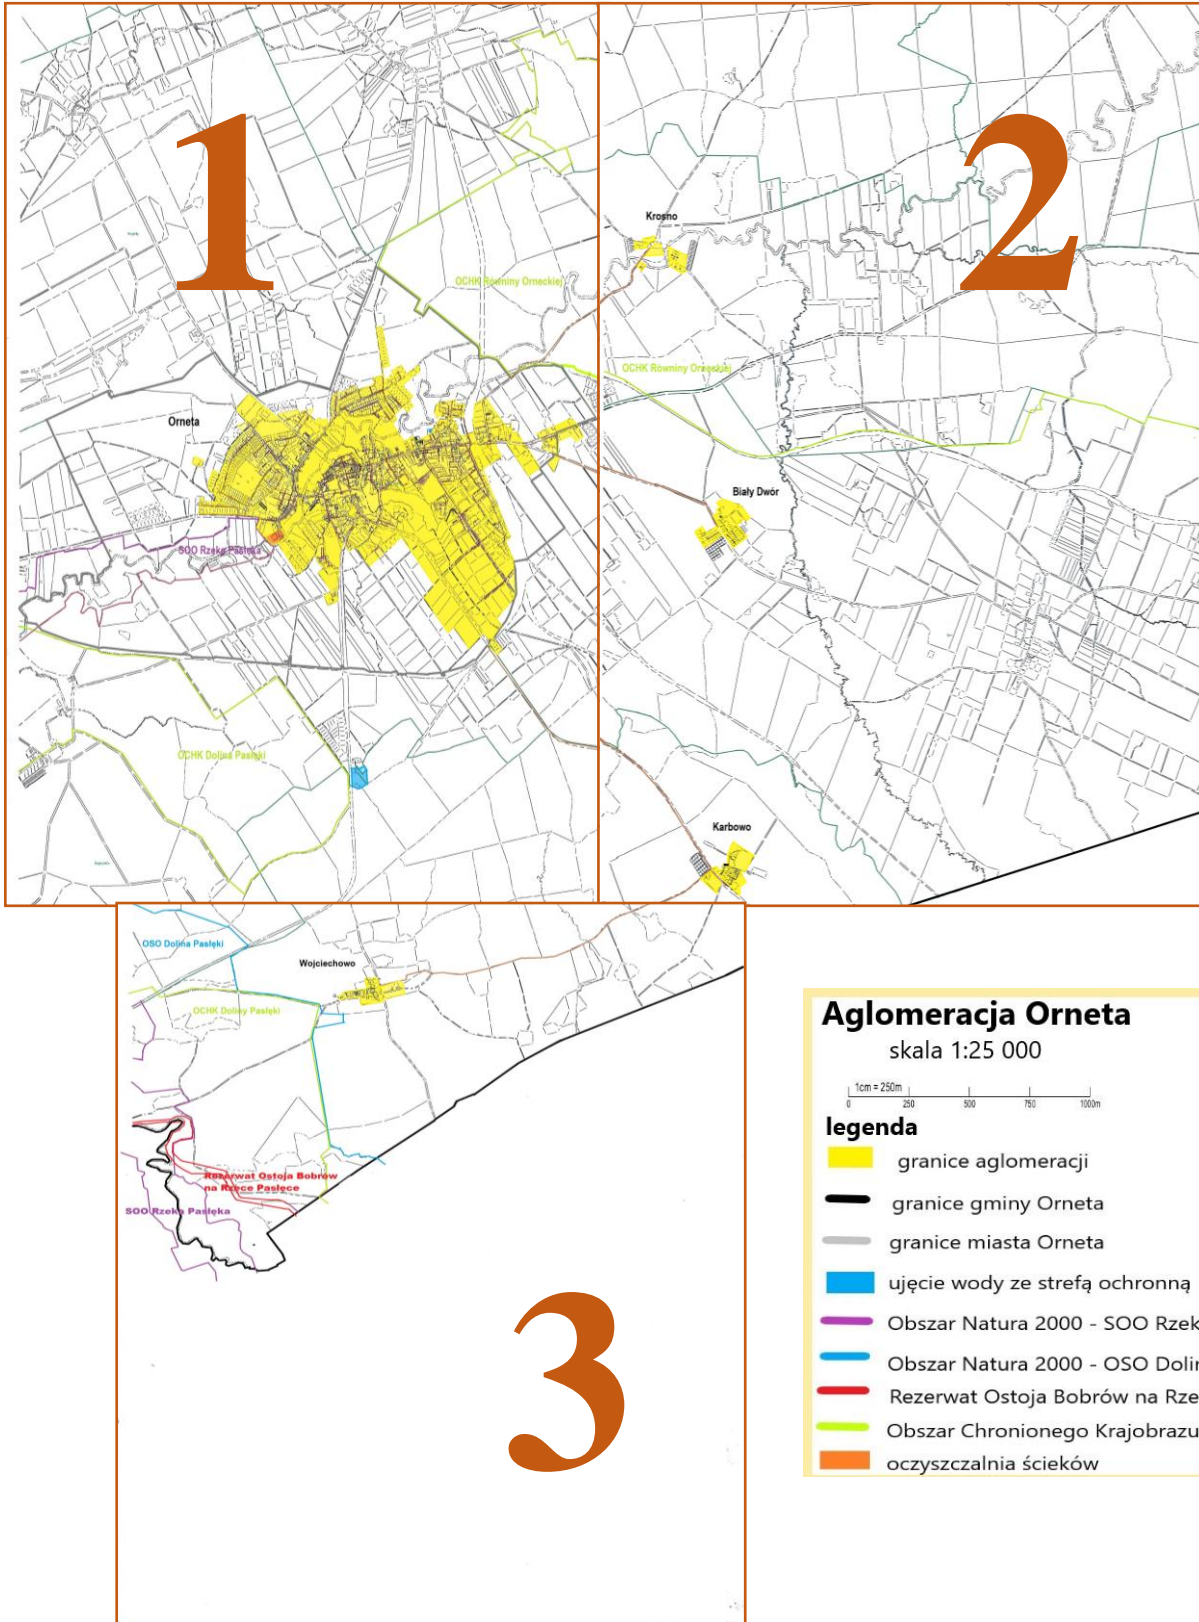 1
OCHK Równiny Orneckiej
Orneta
SOO Rzeka Pasłęka
OCHK Dolina Pasłęki
2
Krosno
OCHK Równiny Orneckiej
Biały Dwór
Karbowo
OSO Dolina Pasłęki
Wojciechowo
OCHK Doliny Pasłęki
Rezerwat Ostoja Bobrów
na Rzece Pasłęce
SOO Rzeka Pasłęka
3
Aglomeracja Orneta
skala 1:25 000
1cm = 250m
0 250 500 750 1000m
legenda
granice aglomeracji
granice gminy Orneta
granice miasta Orneta
ujęcie wody ze strefą ochronną
Obszar Natura 2000 - SOO Rzek
Obszar Natura 2000 - OSO Dolin
Rezerwat Ostoja Bobrów na Rze
Obszar Chronionego Krajobrazu
oczyszczalnia ścieków